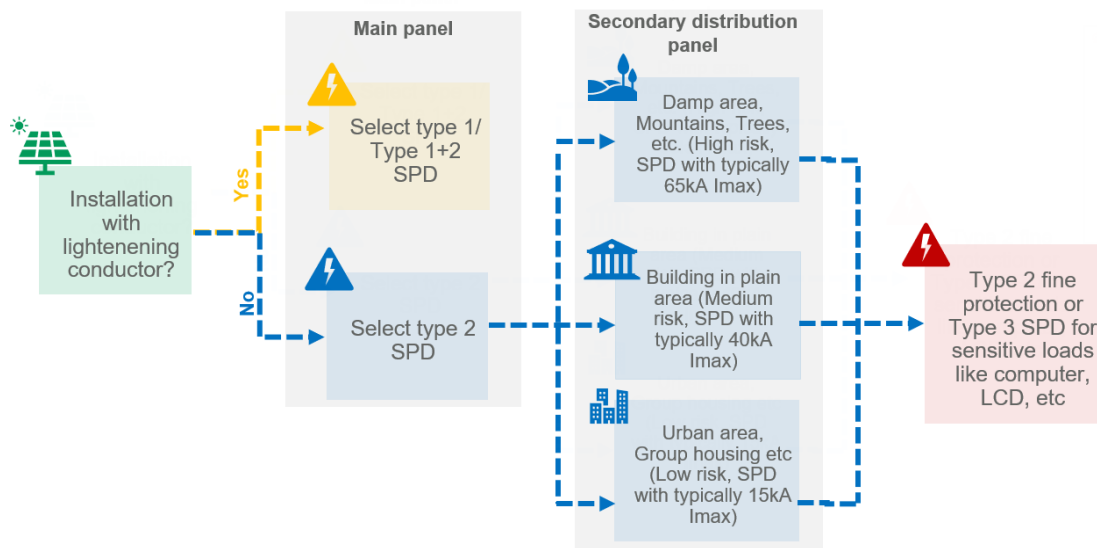 Main panel
Secondary distribution
panel
Installation
with
lightenening
conductor?
Yes
No
Select type 1/
Type 1+2
SPD
Select type 2
SPD
Damp area,
Mountains, Trees,
etc. (High risk,
SPD with typically
65kA Imax)
Building in plain
area (Medium
risk, SPD with
typically 40kA
Imax)
Urban area,
Group housing etc
(Low risk, SPD
with typically 15kA
Imax)
Type 2 fine
protection or
Type 3 SPD for
sensitive loads
like computer,
LCD, etc